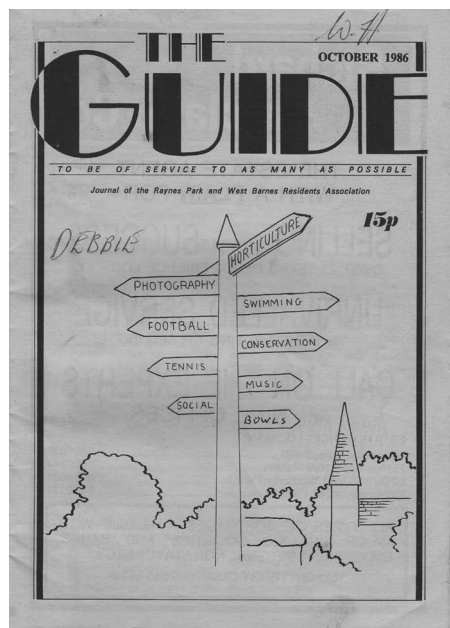 W. H
OCTOBER 1986
THE
GUIDE
TO BE OF SERVICE TO AS MANY AS POSSIBLE
Journal of the Raynes Park and West Barnes Residents Association
15p
DEBBIE
HORTICULTURE
PHOTOGRAPHY
SWIMMING
FOOTBALL
CONSERVATION
TENNIS
MUSIC
SOCIAL
BOWLS